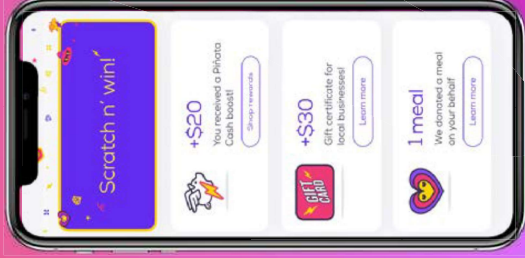 Scratch n' win!
+$20
You received a Piñata
Cash boost!
Shop rewards
GIFT
CARD
+$30
Gift certificate for
local businesses!
Learn more
1 meal
We donated a meal
on your behalf
Learn more